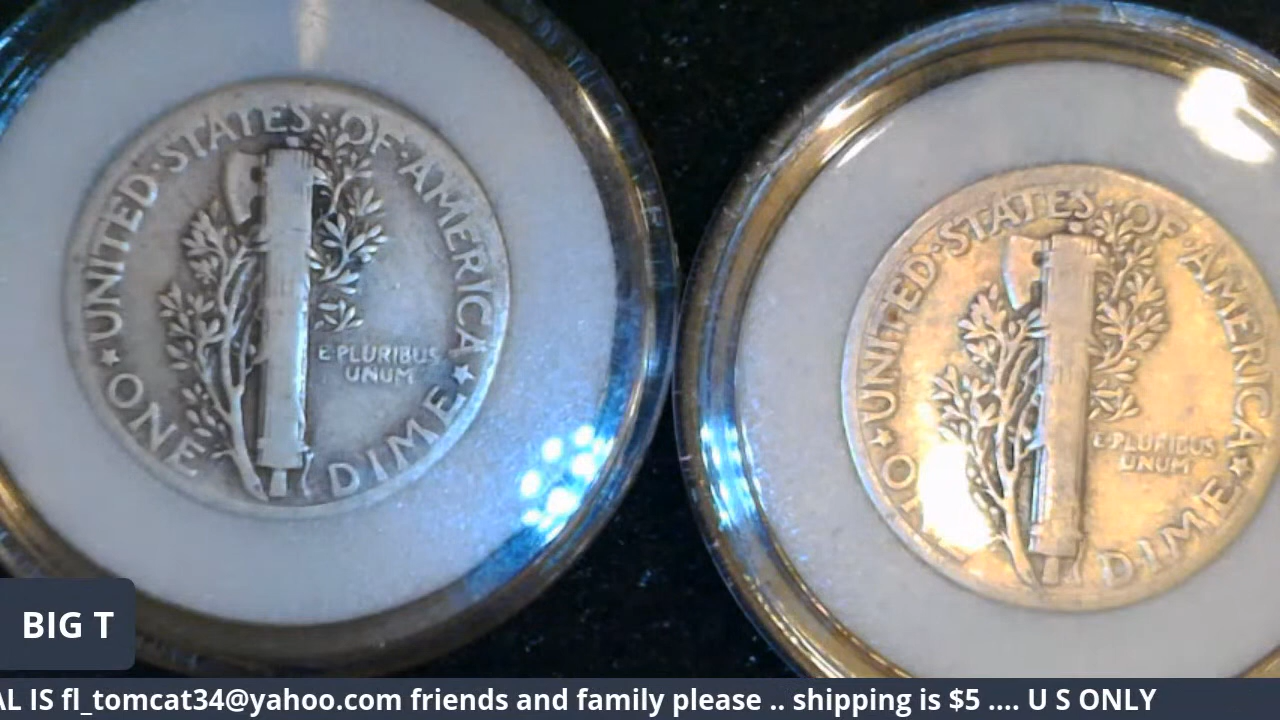 UNITED·STATES·OF·AMERICA
E·PLURIBUS
UNUM
ONE DIME
UNITED·STATES·OF·AMERICA
E·PLURIBUS
UNUM
DIME
BIG T
AL IS fl_tomcat34@yahoo.com friends and family please .. shipping is $5 .... U S ONLY